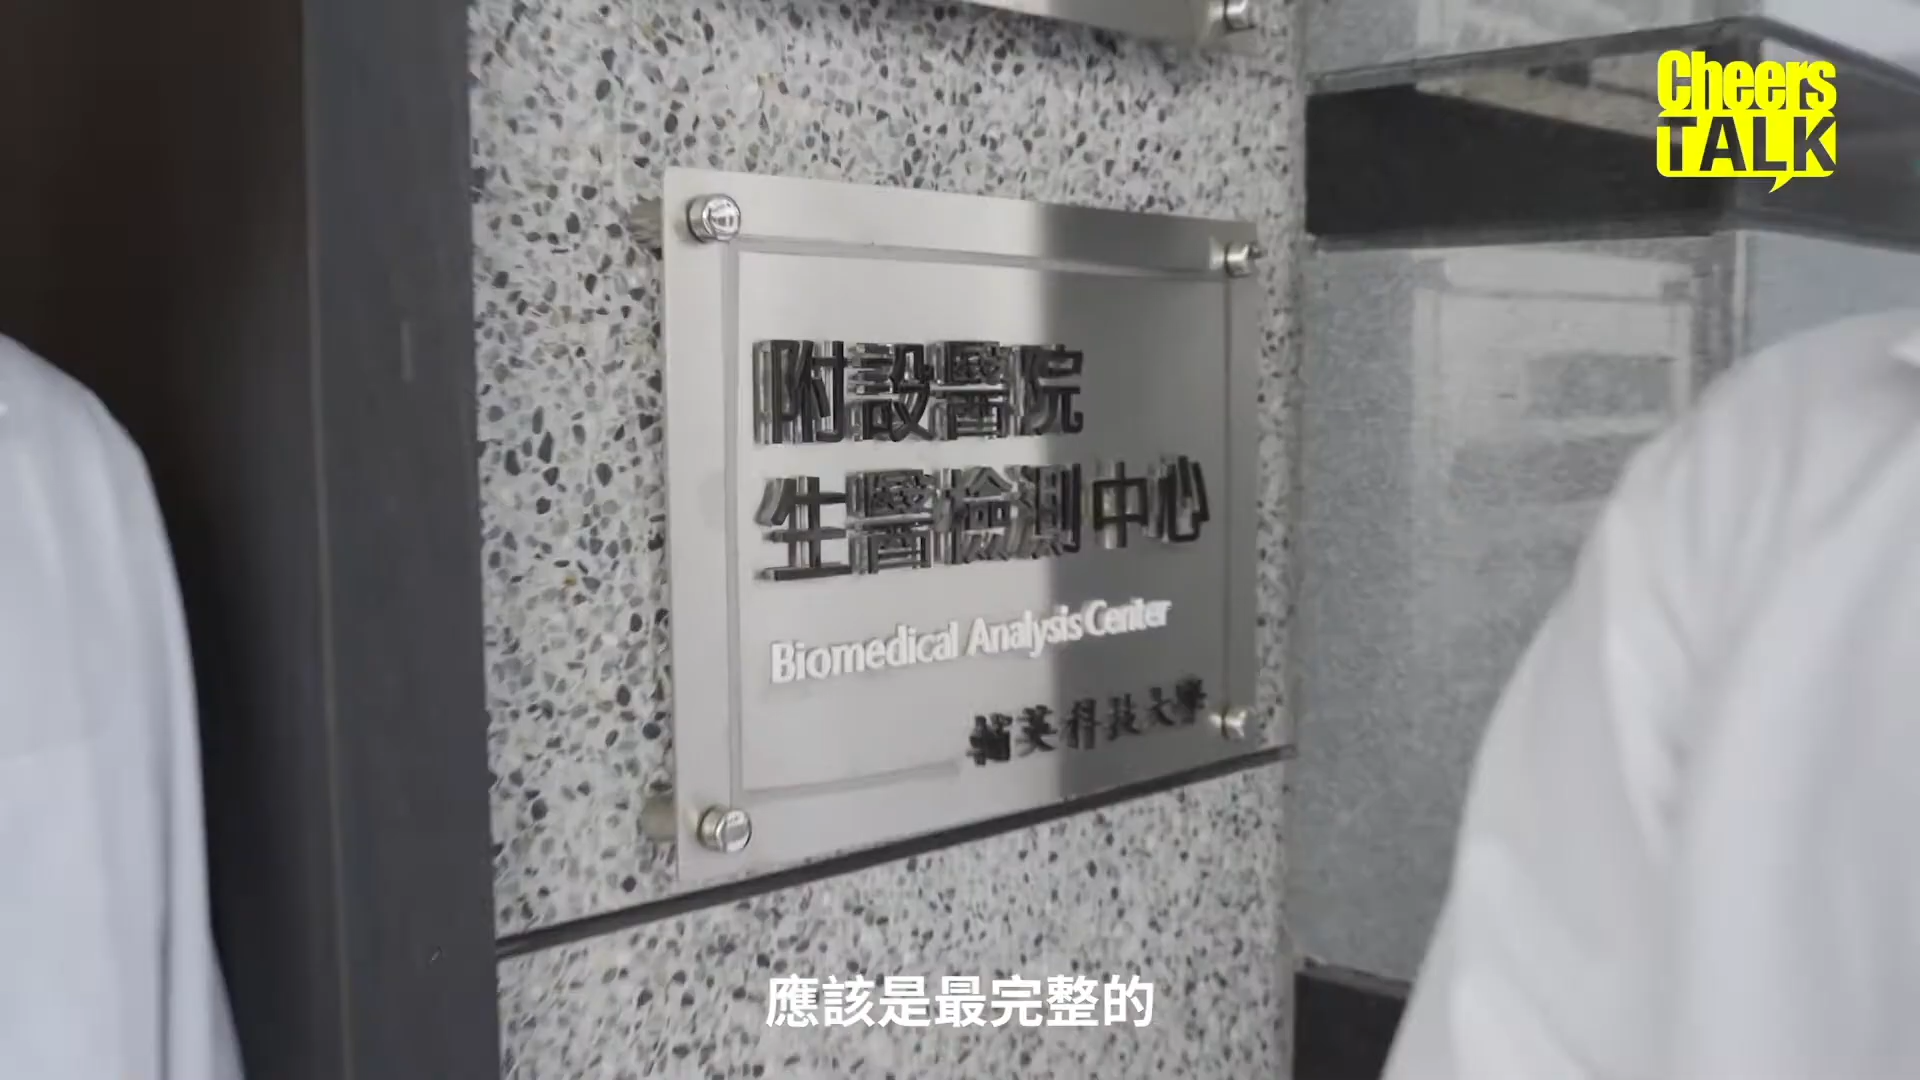 Cheers
TALK
附設醫院
生醫檢測中心
Biomedical Analysis Center
輔英科技大學
應該是最完整的